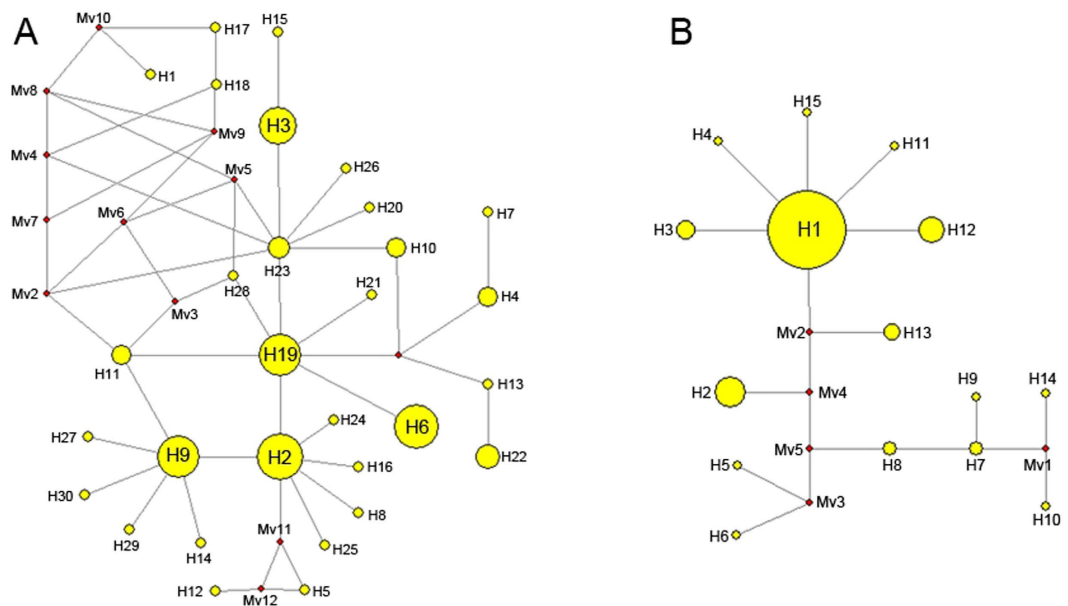 A
Mv10
H17
H15
H1
H18
Mv8
H3
Mv9
Mv4
Mv5
H26
Mv7
Mv6
H20
H7
H23
H10
Mv2
Mv3
H28
H21
H4
H11
H19
H13
H6
H24
H27
H9
H2
H16
H22
H30
H8
H29
H14
Mv11
H25
H12
Mv12
H5
B
H15
H4
H11
H3
H1
H12
Mv2
H13
H2
Mv4
H9
H14
Mv5
H8
H7
Mv1
H5
Mv3
H6
H10